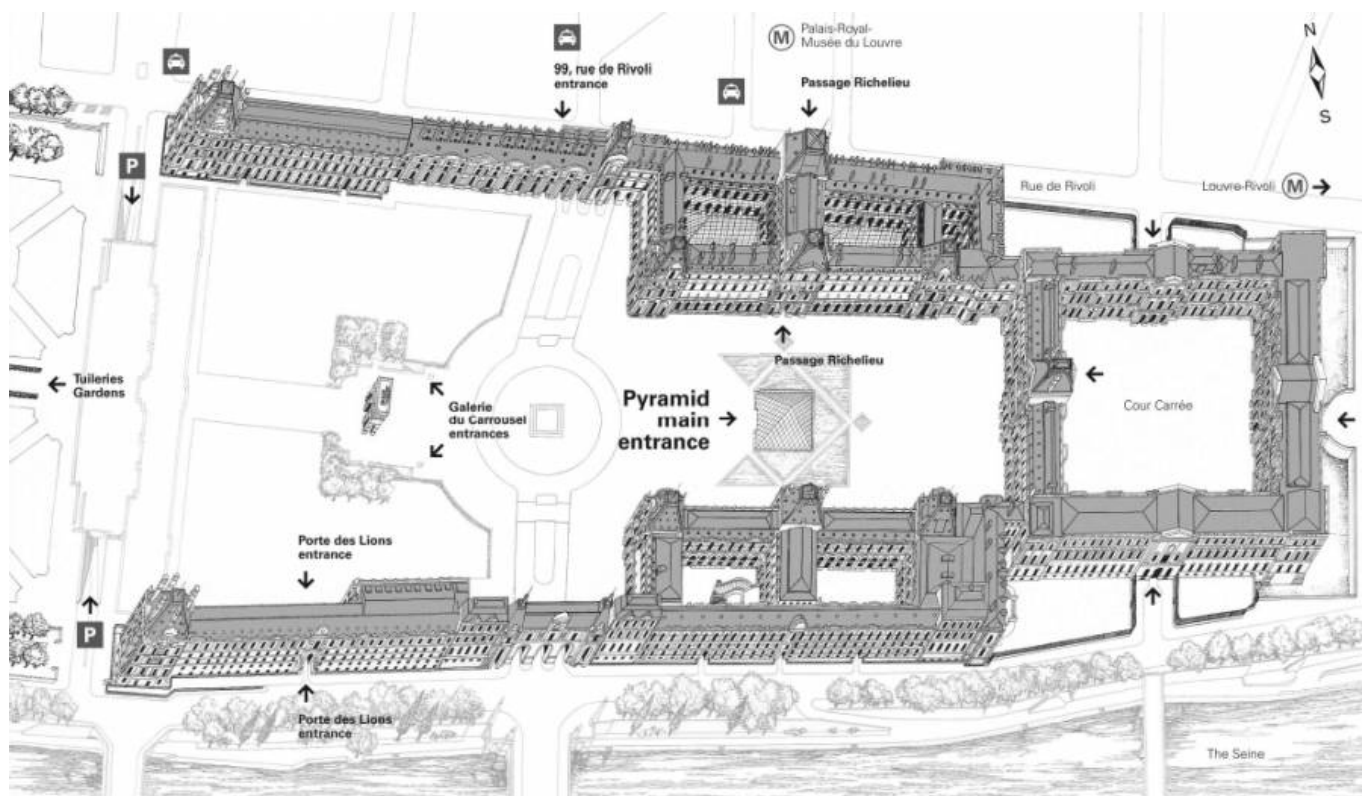 Palais-Royal-
Musée du Louvre
M
99, rue de Rivoli
entrance
Passage Richelieu
N
S
P
Rue de Rivoli
Louvre-Rivoli M
Passage Richelieu
Tuileries
Gardens
Galerie
du Carrousel
entrances
Pyramid
main
entrance
Cour Carrée
Porte des Lions
entrance
P
Porte des Lions
entrance
The Seine